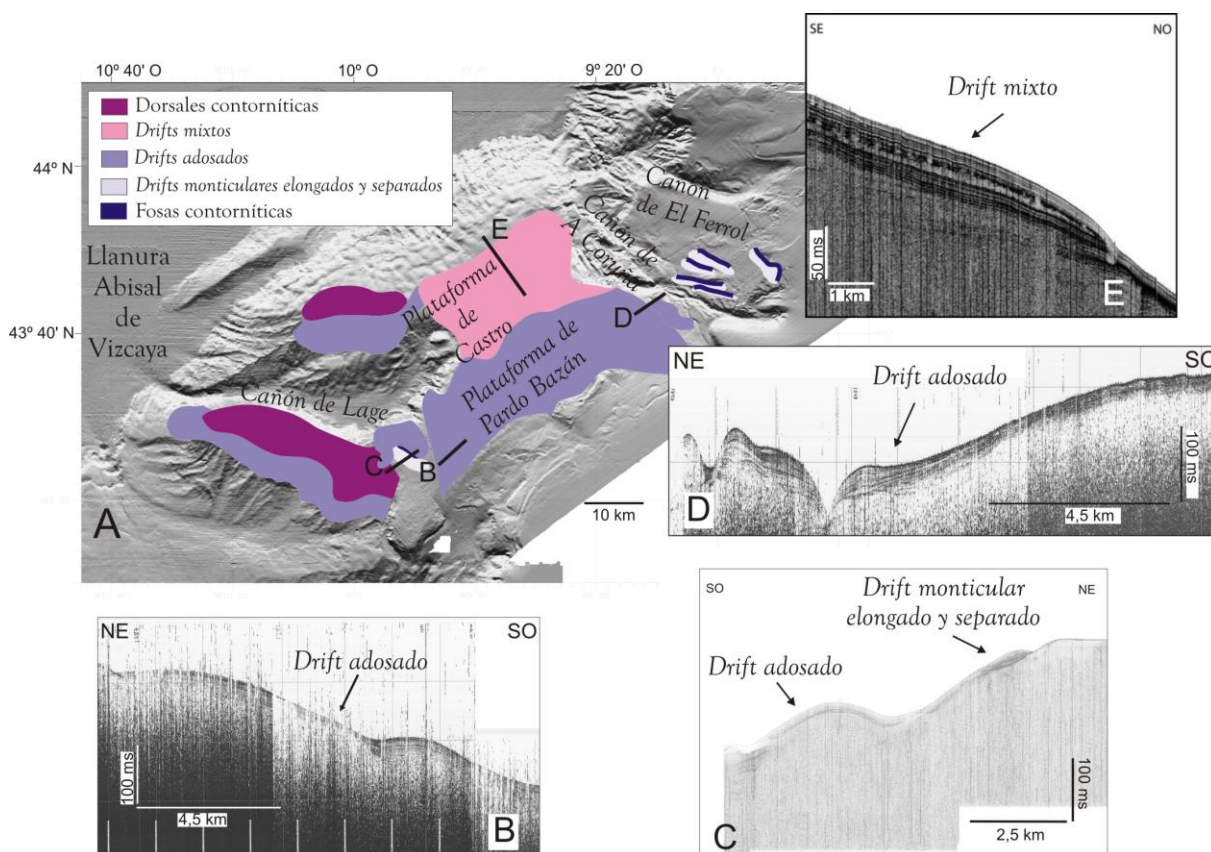 10º 40' O
10º O
9º 20' O
44º N
43º 40' N
Dorsales contorníticas
Drifts mixtos
Drifts adosados
Drifts monticulares elongados y separados
Fosas contorníticas
Llanura
Abisal
de
Vizcaya
Cañón
de El Ferrol
Cañón de
A Coruña
Plataforma
de
Castro
Plataforma de
Pardo Bazán
Cañón de Lage
E
D
C
B
A
10 km
SE
NO
Drift mixto
50 ms
1 km
E
NE
SO
Drift adosado
100 ms
4,5 km
D
NE
SO
Drift adosado
100 ms
4,5 km
B
SO
NE
Drift monticular
elongado y separado
Drift adosado
100 ms
2,5 km
C